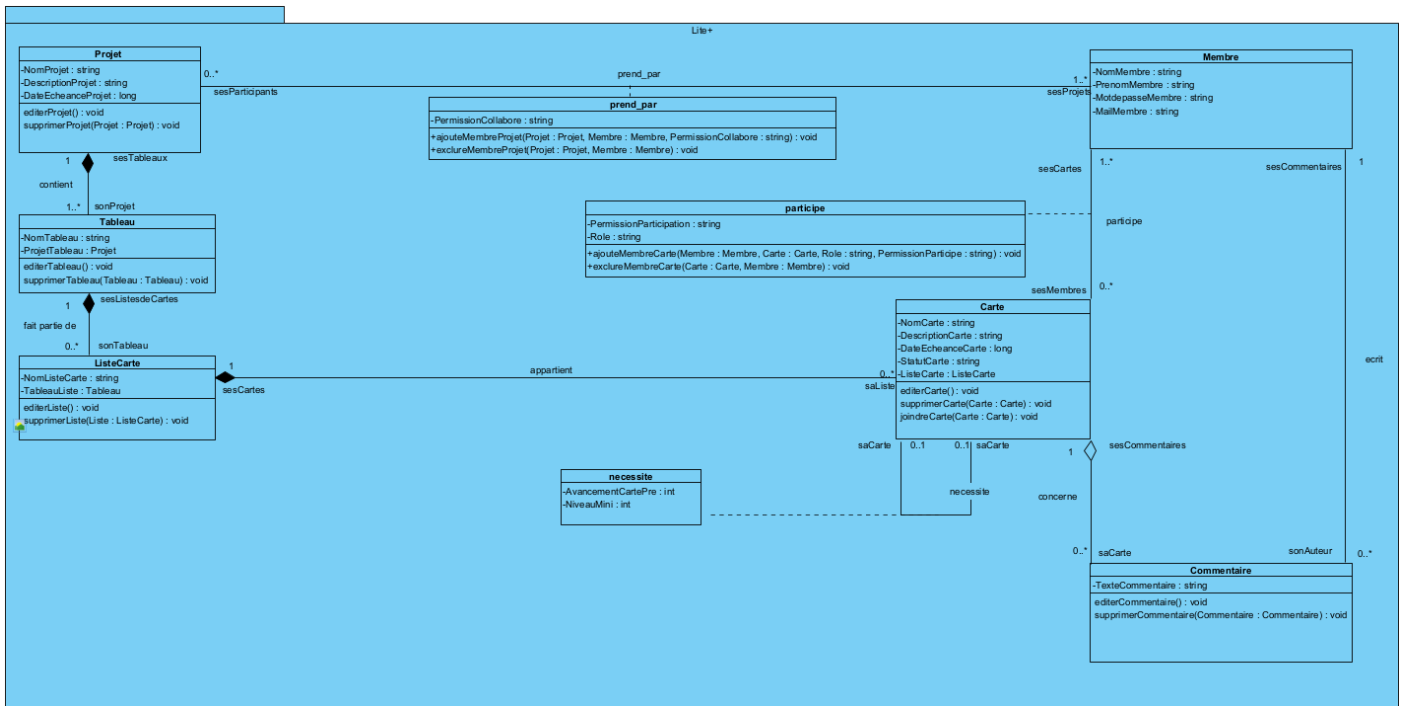 Lite+
Projet
-NomProjet : string
-DescriptionProjet : string
-DateEcheanceProjet : long
editerProjet() : void
supprimerProjet(Projet : Projet) : void
0..*
sesParticipants
prend_par
1..*
sesProjets
Membre
-NomMembre : string
-PrenomMembre : string
-MotdepasseMembre : string
-MailMembre : string
prend_par
-PermissionCollabore : string
+ajouteMembreProjet(Projet : Projet, Membre : Membre, PermissionCollabore : string) : void
+exclureMembreProjet(Projet : Projet, Membre : Membre) : void
1
sesTableaux
contient
1..*
sonProjet
Tableau
-NomTableau : string
-ProjetTableau : Projet
editerTableau() : void
supprimerTableau(Tableau : Tableau) : void
sesCartes
1..*
sesCommentaires
1
participe
-PermissionParticipation : string
-Role : string
+ajouteMembreCarte(Membre : Membre, Carte : Carte, Role : string, PermissionParticipe : string) : void
+exclureMembreCarte(Carte : Carte, Membre : Membre) : void
participe
sesMembres
0..*
1
sesListesdeCartes
fait partie de
0..*
sonTableau
ListeCarte
-NomListeCarte : string
-TableauListe : Tableau
editerListe() : void
supprimerListe(Liste : ListeCarte) : void
1
sesCartes
appartient
0..*
saListe
Carte
-NomCarte : string
-DescriptionCarte : string
-DateEcheanceCarte : long
-StatutCarte : string
-ListeCarte : ListeCarte
editerCarte() : void
supprimerCarte(Carte : Carte) : void
joindreCarte(Carte : Carte) : void
ecrit
saCarte
0..1
0..1
saCarte
1
sesCommentaires
necessite
-AvancementCartePre : int
-NiveauMini : int
necessite
concerne
0..*
saCarte
sonAuteur
0..*
Commentaire
-TexteCommentaire : string
editerCommentaire() : void
supprimerCommentaire(Commentaire : Commentaire) : void